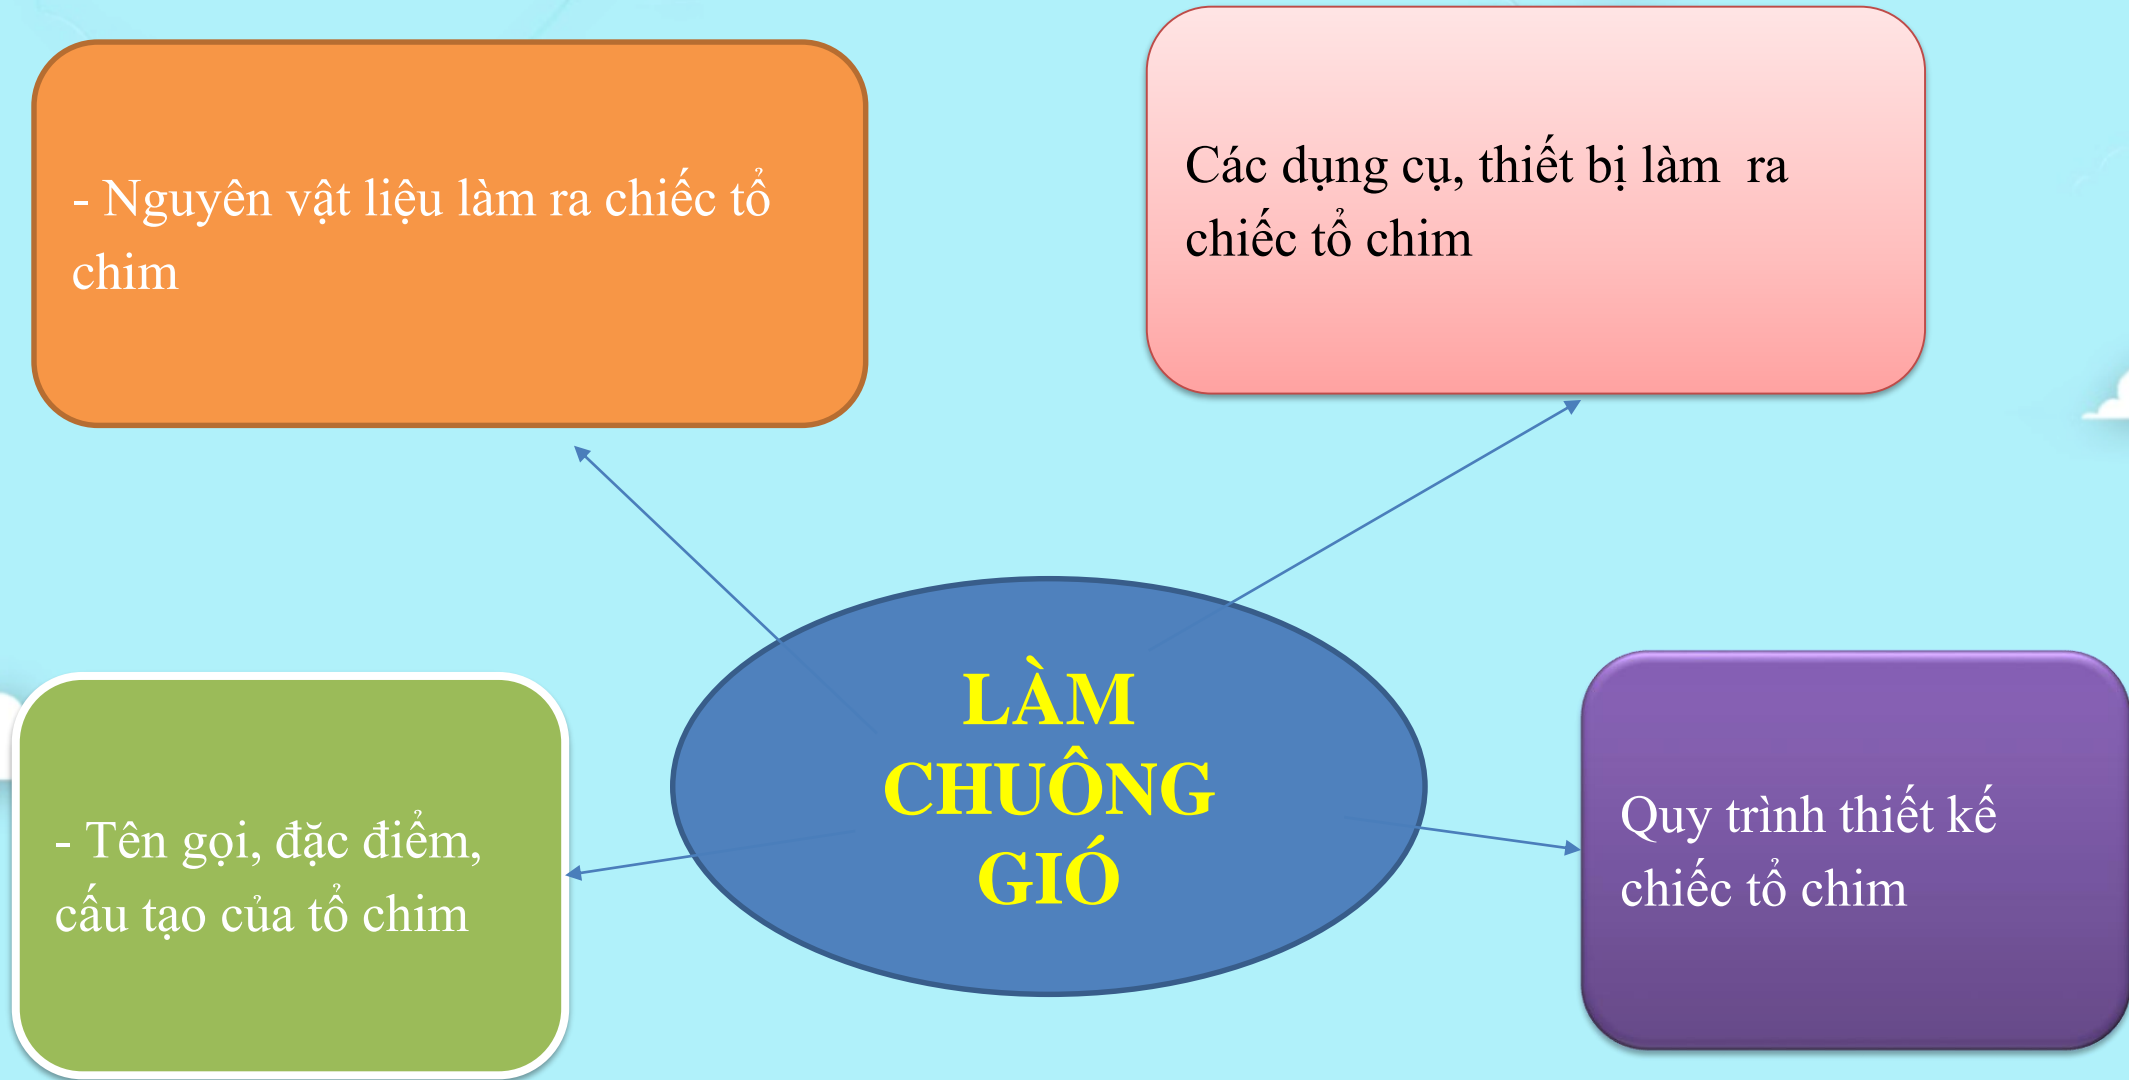 - Nguyên vật liệu làm ra chiếc tổ
chim
Các dụng cụ, thiết bị làm  ra
chiếc tổ chim
LÀM
CHUÔNG
GIÓ
- Tên gọi, đặc điểm,
cấu tạo của tổ chim
Quy trình thiết kế
chiếc tổ chim